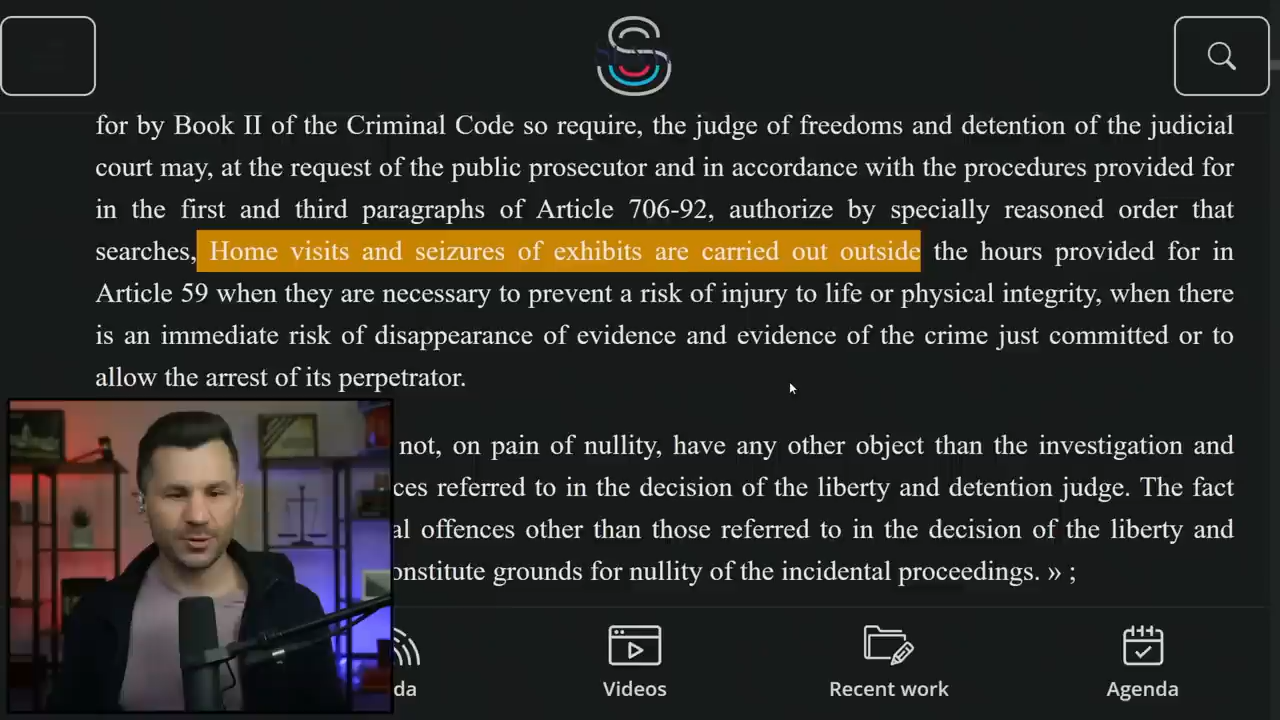 for by Book II of the Criminal Code so require, the judge of freedoms and detention of the judicial
court may, at the request of the public prosecutor and in accordance with the procedures provided for
in the first and third paragraphs of Article 706-92, authorize by specially reasoned order that
searches, Home visits and seizures of exhibits are carried out outside the hours provided for in
Article 59 when they are necessary to prevent a risk of injury to life or physical integrity, when there
is an immediate risk of disappearance of evidence and evidence of the crime just committed or to
allow the arrest of its perpetrator.
not, on pain of nullity, have any other object than the investigation and
ces referred to in the decision of the liberty and detention judge. The fact
al offences other than those referred to in the decision of the liberty and
onstitute grounds for nullity of the incidental proceedings. » ;
da
Videos
Recent work
Agenda